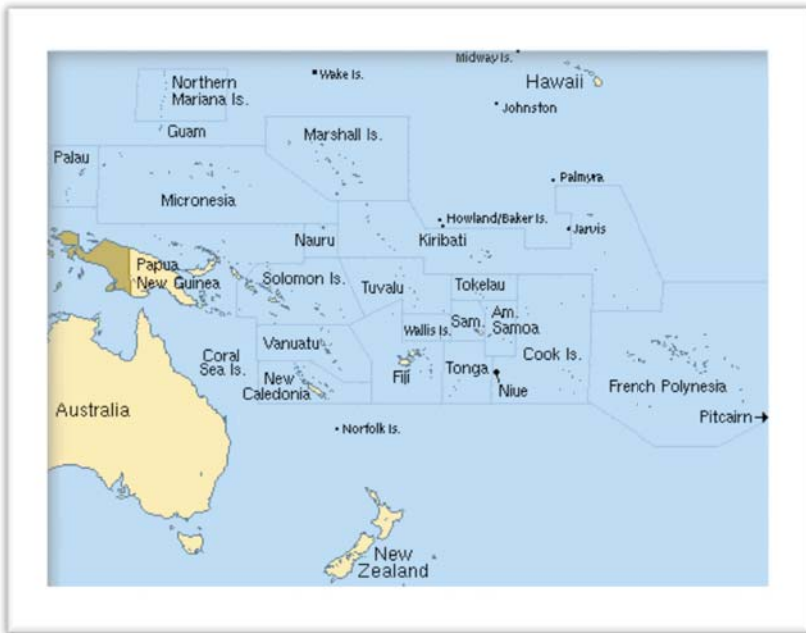 Midway Is.
Wake Is.
Hawaii
Northern
Mariana Is.
Johnston
Guam
Marshall Is.
Palau
Palmyra
Micronesia
Howland/Baker Is.
Jarvis
Nauru
Kiribati
Papua
New Guinea
Solomon Is.
Tuvalu
Tokelau
Wallis Is.
Sam.
Am.
Samoa
Vanuatu
Coral
Sea Is.
Cook Is.
New
Caledonia
Fiji
Tonga
Niue
French Polynesia
Australia
Pitcairn
Norfolk Is.
New
Zealand